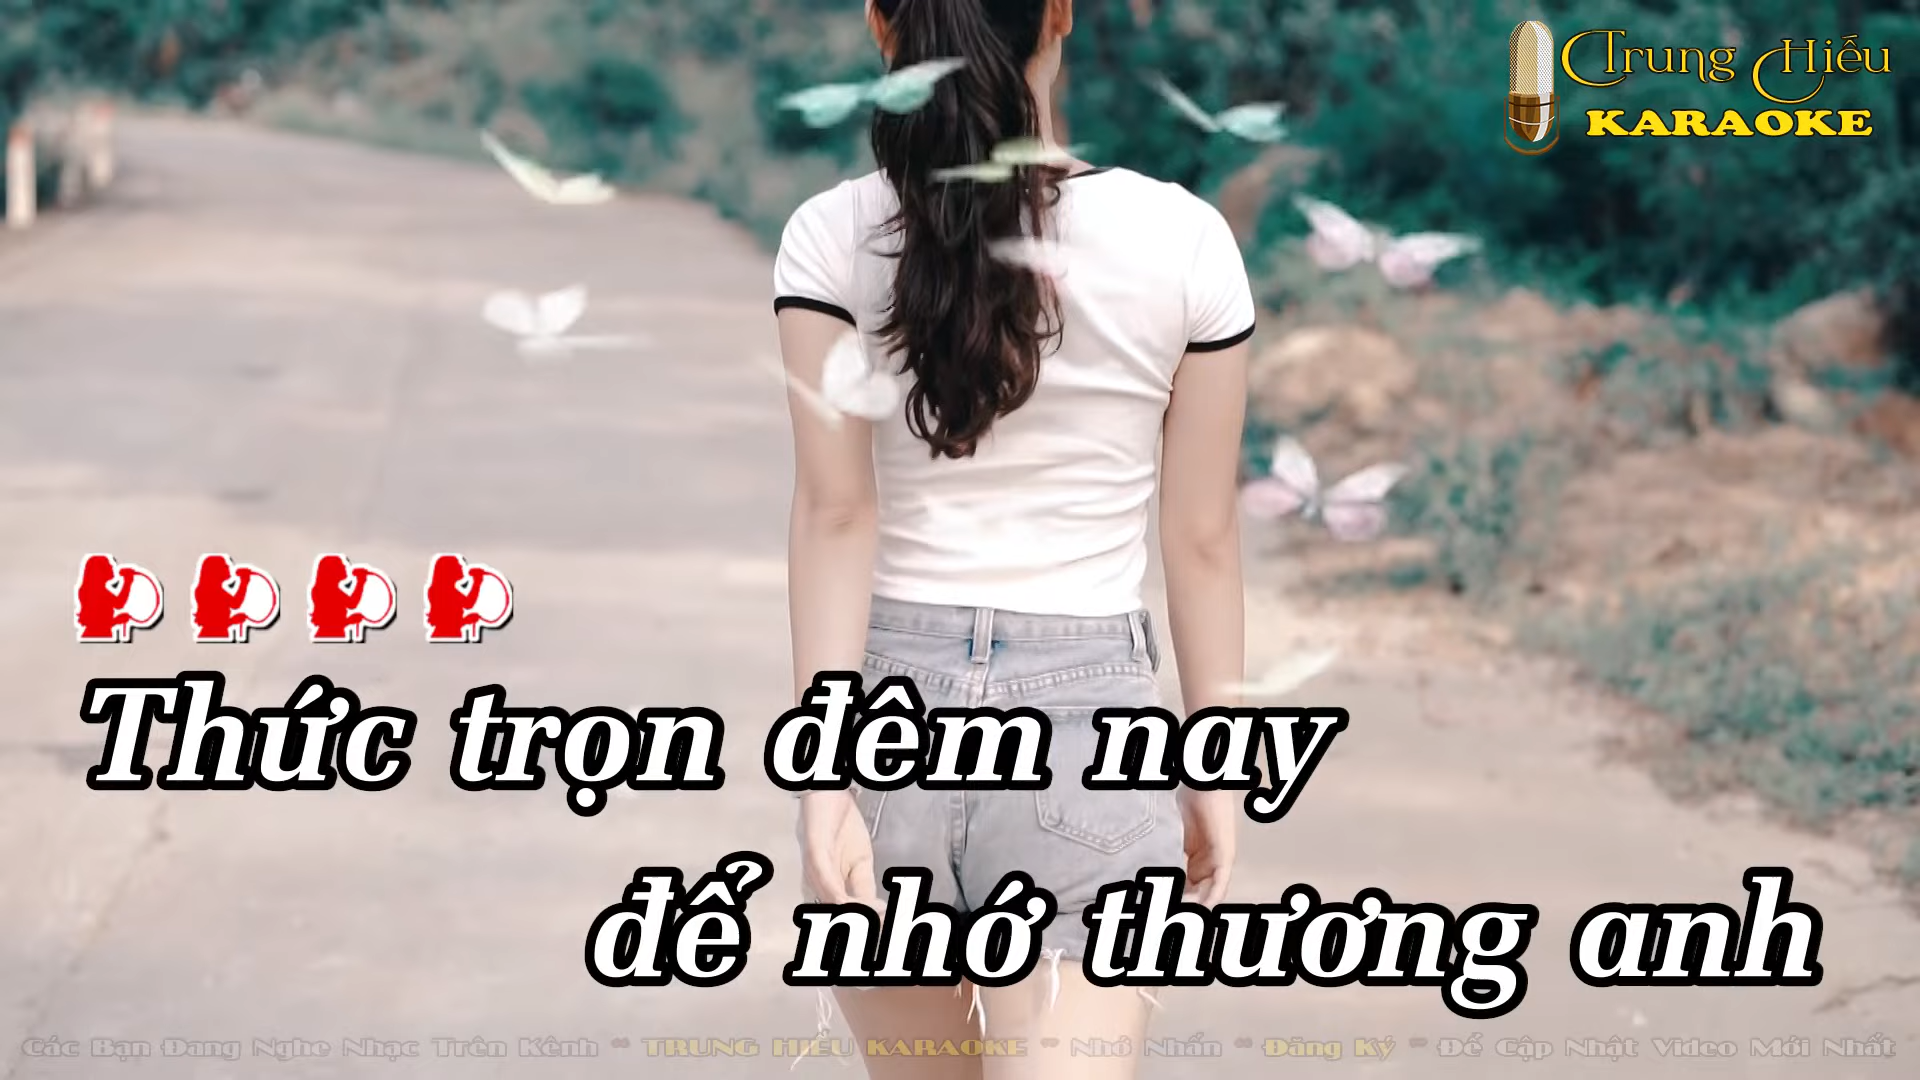 Trung Hiếu
KARAOKE
Thức trọn đêm nay
để nhớ thương anh
Các Bạn Đang Nghe Nhạc Trên Kênh " TRUNG HIẾU KARAOKE " Nhớ Nhấn " Đăng Ký " Để Cập Nhật Video Mới Nhất